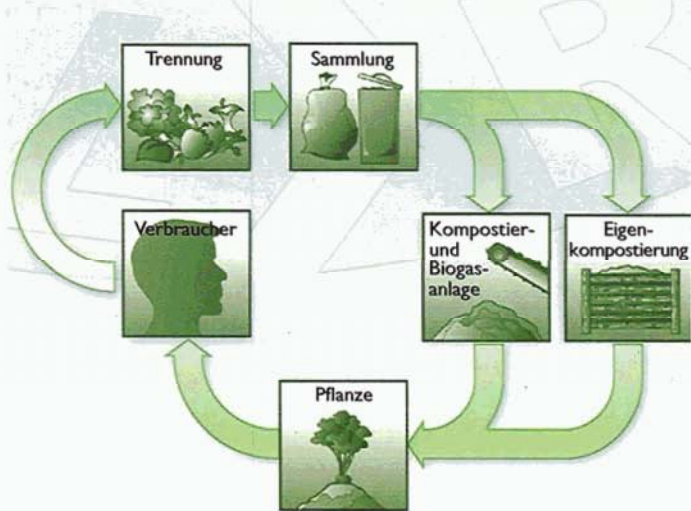 Trennung
Sammlung
Verbraucher
Kompostier-
und
Biogas-
anlage
Eigen-
kompostierung
Pflanze